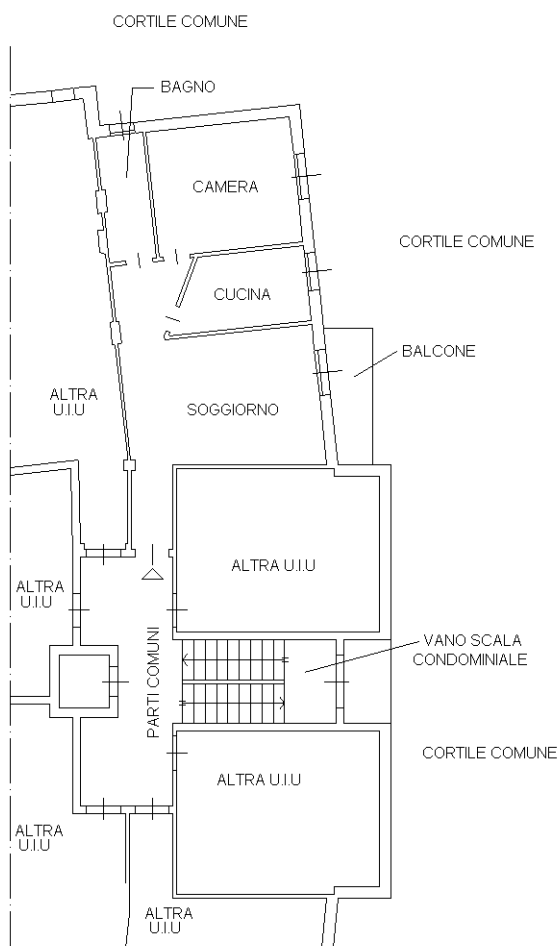 CORTILE COMUNE
BAGNO
CAMERA
CORTILE COMUNE
CUCINA
BALCONE
ALTRA
U.I.U
SOGGIORNO
ALTRA U.I.U
ALTRA
U.I.U
PARTI COMUNI
VANO SCALA
CONDOMINIALE
CORTILE COMUNE
ALTRA U.I.U
ALTRA
U.I.U
ALTRA
U.I.U